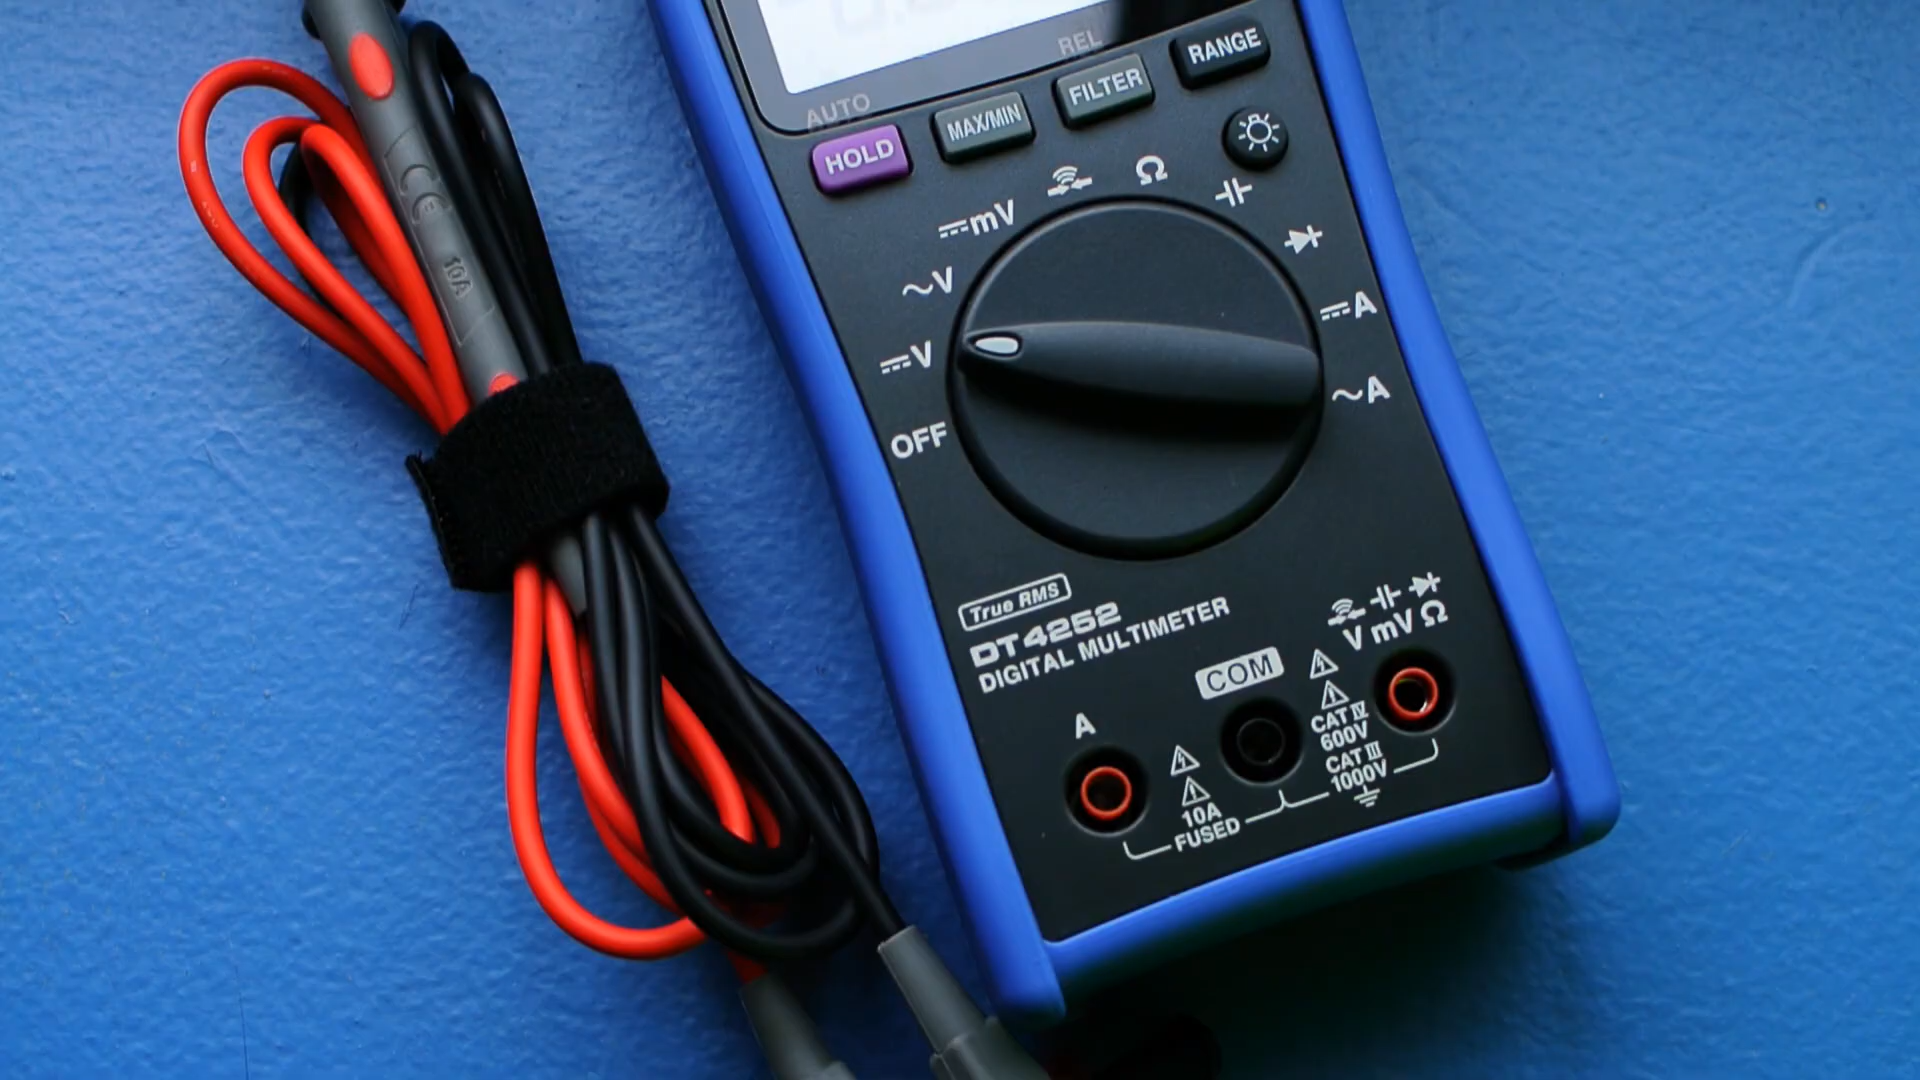 REL
RANGE
FILTER
AUTO
MAX/MIN
HOLD
Ω
⎓mV
~V
⎓A
⎓V
~A
OFF
CE
10A
True RMS
DT4252
DIGITAL MULTIMETER
V mV Ω
COM
A
CAT IV
600V
CAT III
1000V
10A
FUSED